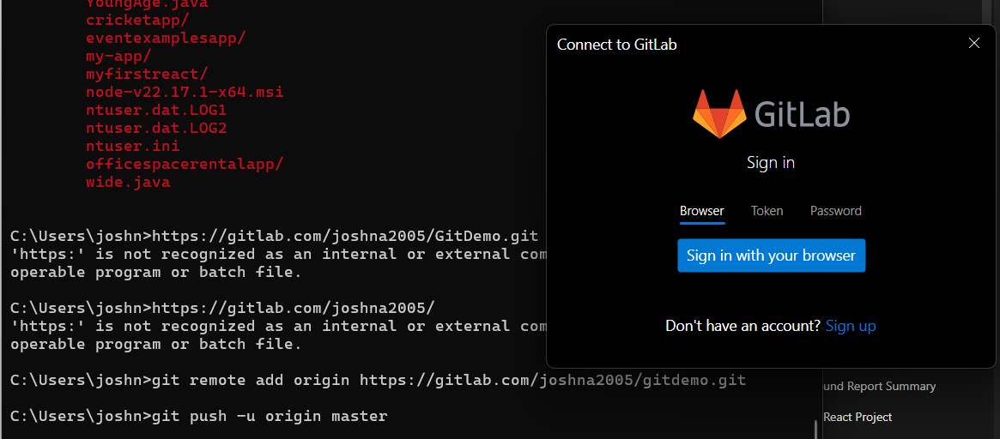 YoungAge.java
cricketapp/
eventexamplesapp/
my-app/
myfirstreact/
node-v22.17.1-x64.msi
ntuser.dat.LOG1
ntuser.dat.LOG2
ntuser.ini
officespacerentalapp/
wide.java
C:\Users\joshn>https://gitlab.com/joshna2005/GitDemo.git
'https:' is not recognized as an internal or external com
operable program or batch file.
C:\Users\joshn>https://gitlab.com/joshna2005/
'https:' is not recognized as an internal or external com
operable program or batch file.
C:\Users\joshn>git remote add origin https://gitlab.com/joshna2005/gitdemo.git
C:\Users\joshn>git push -u origin master
Connect to GitLab
GitLab
Sign in
Browser Token Password
Sign in with your browser
Don't have an account? Sign up
und Report Summary
React Project